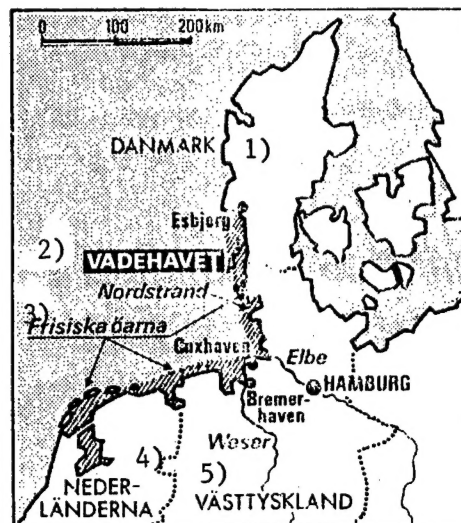 0 100 200km
DANMARK 1)
Esbjerg
2)
VADEHAVET
Nordstrand
3)
Frisiska öarna
Cuxhaven
Elbe
HAMBURG
Bremer-
haven
Weser
4)
5)
NEDER-
LÄNDERNA
VÄSTTYSKLAND